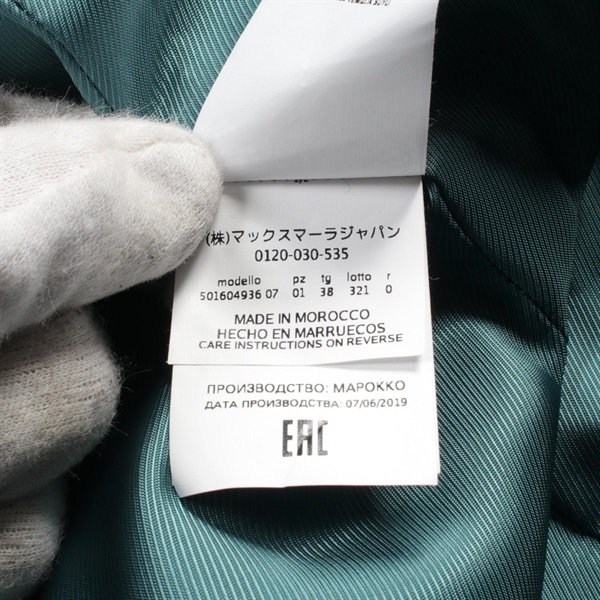 (株)マックスマーラジャパン
0120-030-535
modello pz tg lotto r
501604936 07 01 38 321 0
MADE IN MOROCCO
HECHO EN MARRUECOS
CARE INSTRUCTIONS ON REVERSE
ПРОИЗВОДСТВО: МАРОККО
ДАТА ПРОИЗВОДСТВА: 07/06/2019
EAC